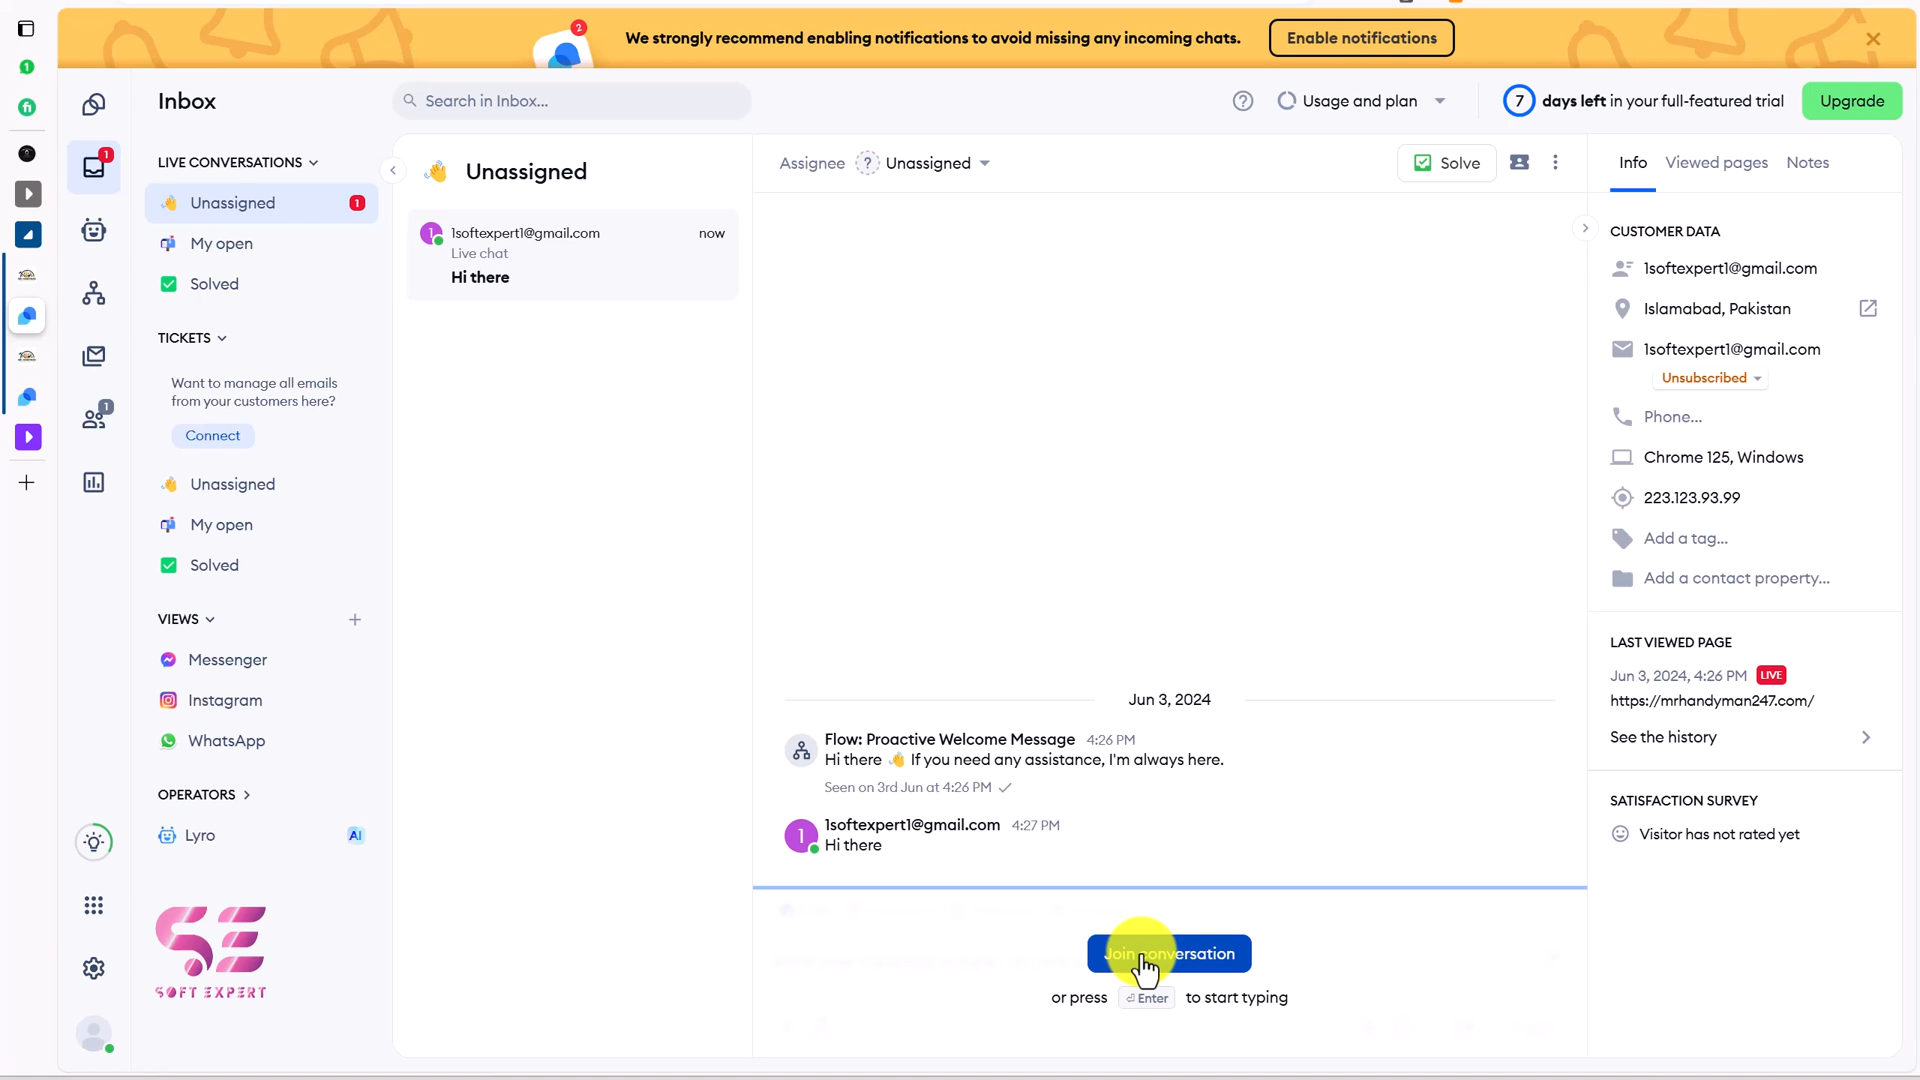 We strongly recommend enabling notifications to avoid missing any incoming chats.
Enable notifications
2
1
Inbox
Search in Inbox...
Usage and plan
7 days left in your full-featured trial
Upgrade
1
LIVE CONVERSATIONS
Unassigned 1
My open
Solved
TICKETS
Want to manage all emails
from your customers here?
Connect
1
Unassigned
My open
Solved
VIEWS
Messenger
Instagram
WhatsApp
OPERATORS
Lyro AI
SE
SOFT EXPERT
Unassigned
1
1softexpert1@gmail.com now
Live chat
Hi there
Assignee ? Unassigned
Solve
Jun 3, 2024
Flow: Proactive Welcome Message 4:26 PM
Hi there 👋 If you need any assistance, I'm always here.
Seen on 3rd Jun at 4:26 PM
1
1softexpert1@gmail.com 4:27 PM
Hi there
Join conversation
or press Enter to start typing
Info Viewed pages Notes
CUSTOMER DATA
1softexpert1@gmail.com
Islamabad, Pakistan
1softexpert1@gmail.com
Unsubscribed
Phone...
Chrome 125, Windows
223.123.93.99
Add a tag...
Add a contact property...
LAST VIEWED PAGE
Jun 3, 2024, 4:26 PM LIVE
https://mrhandyman247.com/
See the history
SATISFACTION SURVEY
Visitor has not rated yet